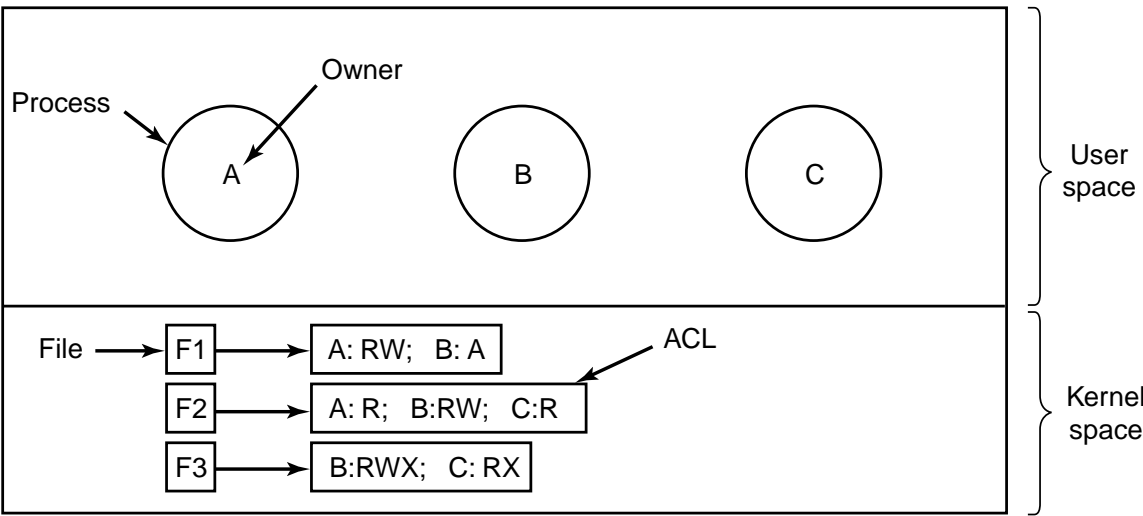 Owner
Process
A
B
C
User
space
File
F1
A: RW; B: A
ACL
F2
A: R; B:RW; C:R
F3
B:RWX; C: RX
Kernel
space